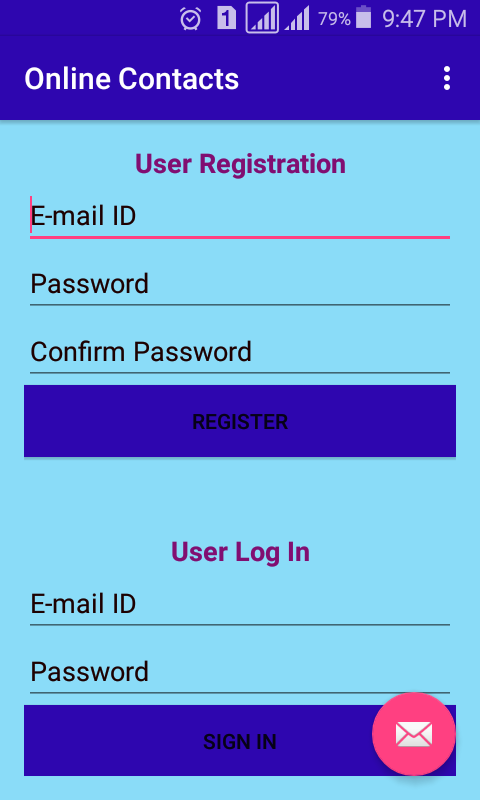 1 79% 9:47 PM
Online Contacts
User Registration
E-mail ID
Password
Confirm Password
REGISTER
User Log In
E-mail ID
Password
SIGN IN